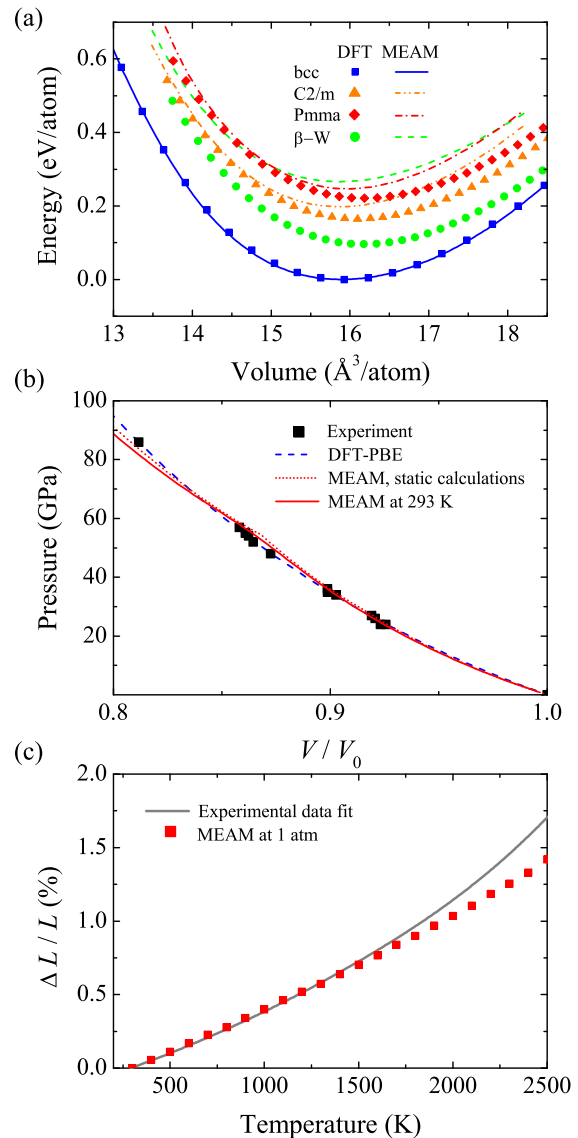 (a)
DFT MEAM
bcc
C2/m
Pmma
β–W
0.6
0.4
0.2
0.0
Energy (eV/atom)
13 14 15 16 17 18
Volume (Å³/atom)
(b)
Experiment
DFT-PBE
MEAM, static calculations
MEAM at 293 K
100
80
60
40
20
Pressure (GPa)
0.8 0.9 1.0
V / V₀
(c)
Experimental data fit
MEAM at 1 atm
2.0
1.5
1.0
0.5
0.0
Δ L / L (%)
500 1000 1500 2000 2500
Temperature (K)